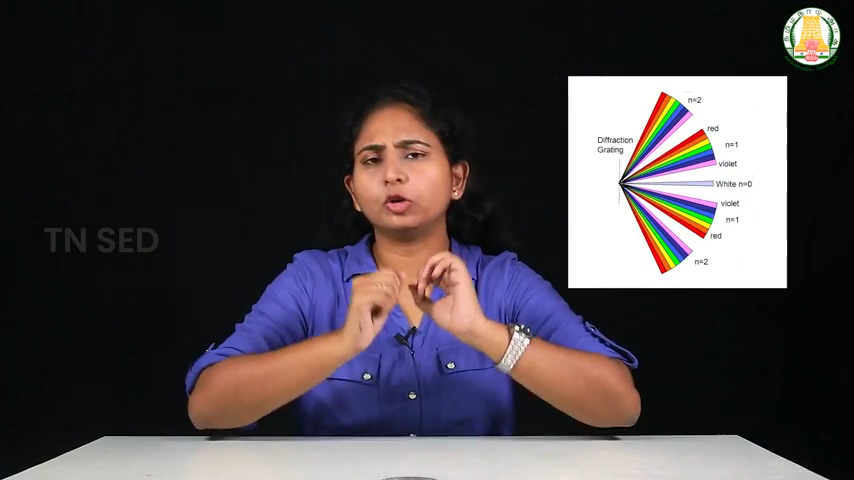 TN SED
n=2
red
Diffraction
Grating
n=1
violet
White n=0
violet
n=1
red
n=2